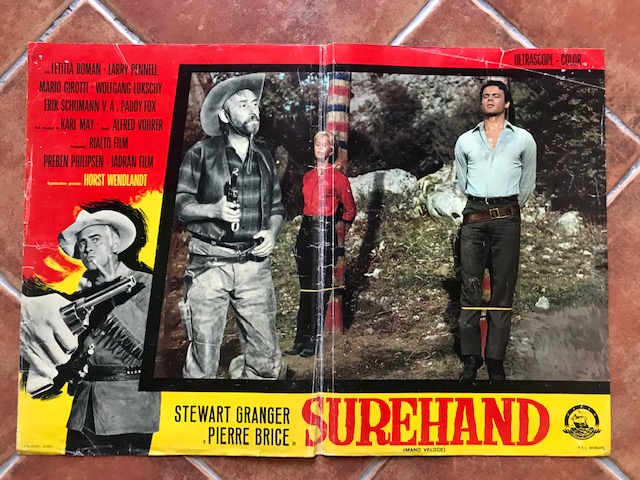 LETITIA ROMAN - LARRY PENNELL
MARIO GIROTTI - WOLFGANG LUKSCHY
ERIK SCHUMANN V. A. PADDY FOX
KARL MAY ALFRED VOHRER
RIALTO FILM
PREBEN PHILIPSEN - JADRAN FILM
HORST WENDLANDT
ULTRASCOPE - COLOR
STEWART GRANGER
e PIERRE BRICE in
SUREHAND
(MANO VELOCE)